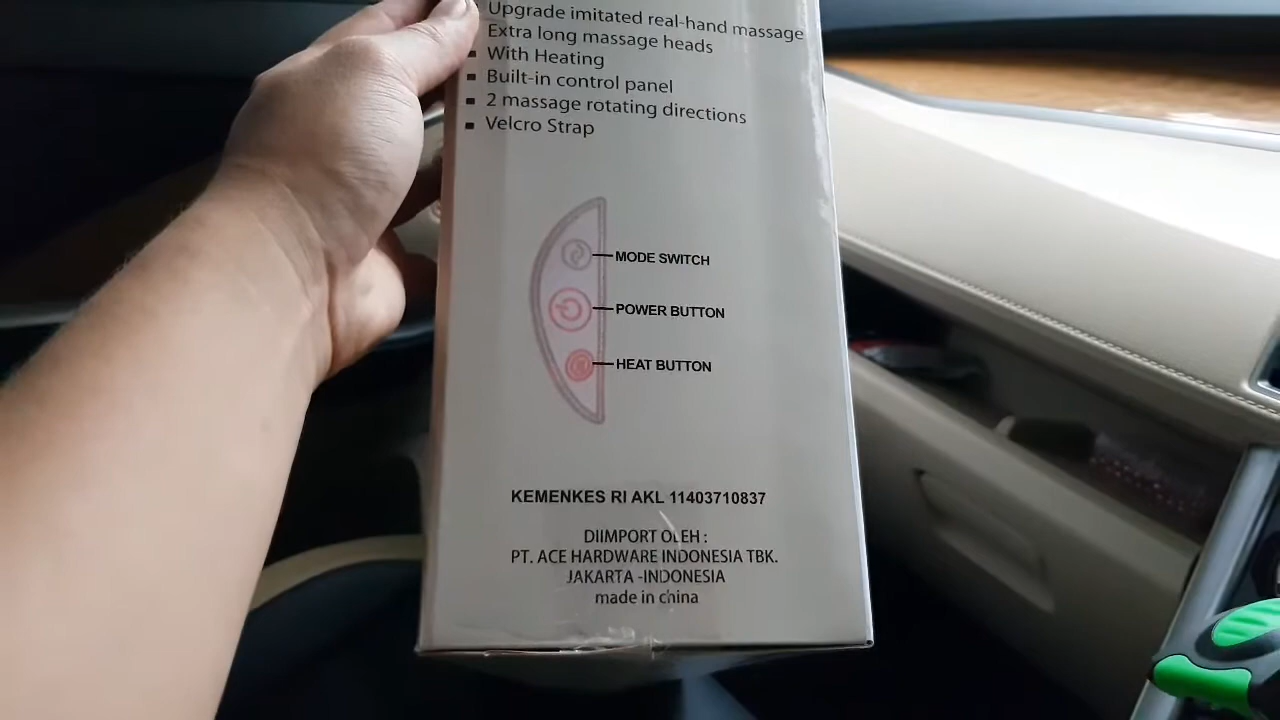 Upgrade imitated real-hand massage
Extra long massage heads
With Heating
Built-in control panel
2 massage rotating directions
Velcro Strap
MODE SWITCH
POWER BUTTON
HEAT BUTTON
KEMENKES RI AKL 11403710837
DIIMPORT OLEH :
PT. ACE HARDWARE INDONESIA TBK.
JAKARTA -INDONESIA
made in china